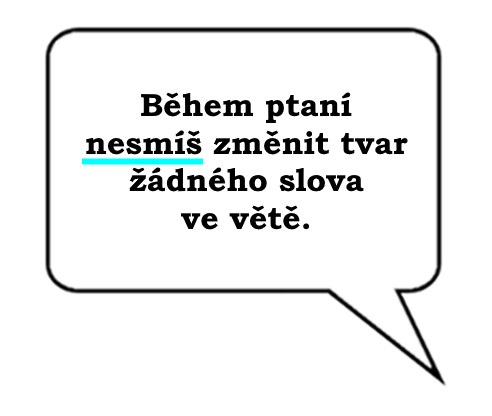 Během ptaní
nesmíš změnit tvar
žádného slova
ve větě.